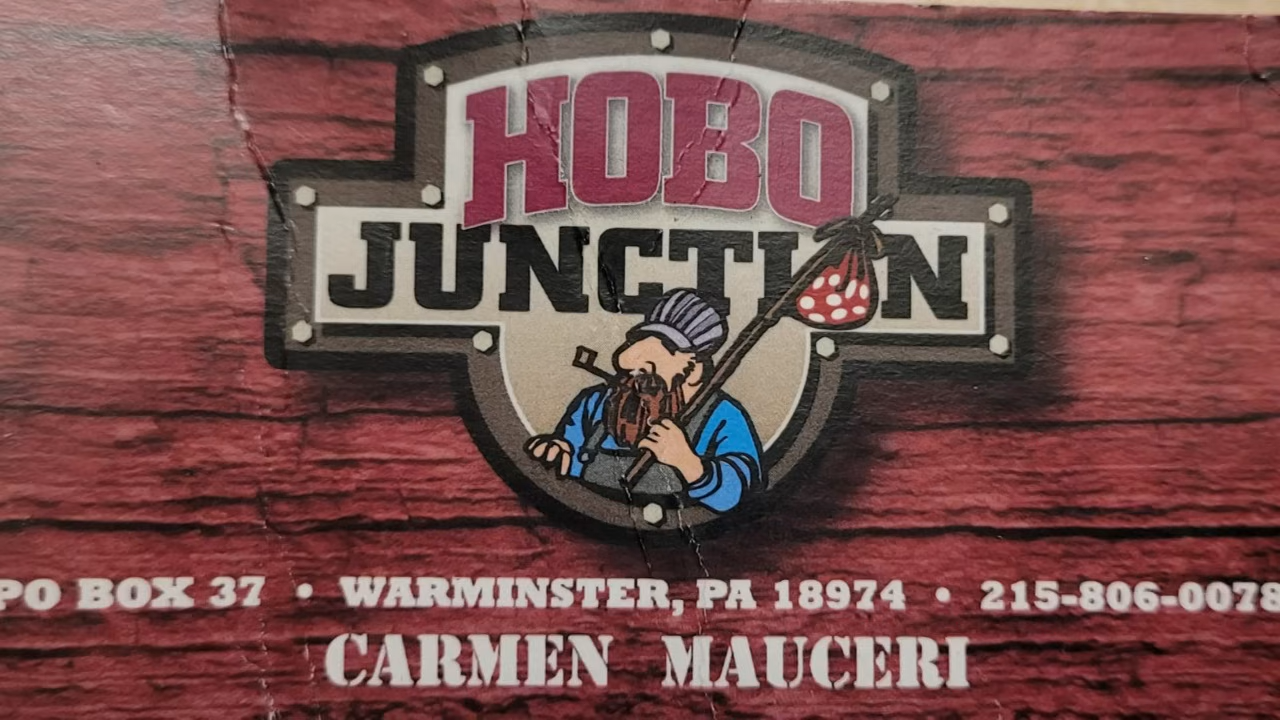 HOBO
JUNCTION
PO BOX 37 • WARMINSTER, PA 18974 • 215-806-0078
CARMEN MAUCERI